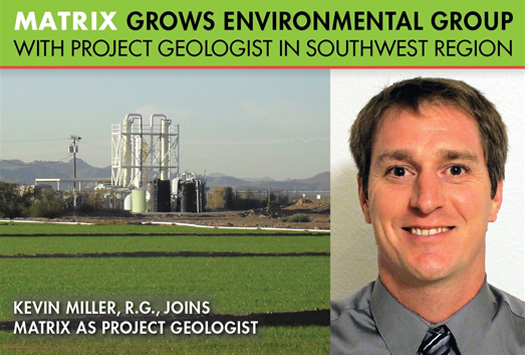 MATRIX GROWS ENVIRONMENTAL GROUP
WITH PROJECT GEOLOGIST IN SOUTHWEST REGION
KEVIN MILLER, R.G., JOINS
MATRIX AS PROJECT GEOLOGIST